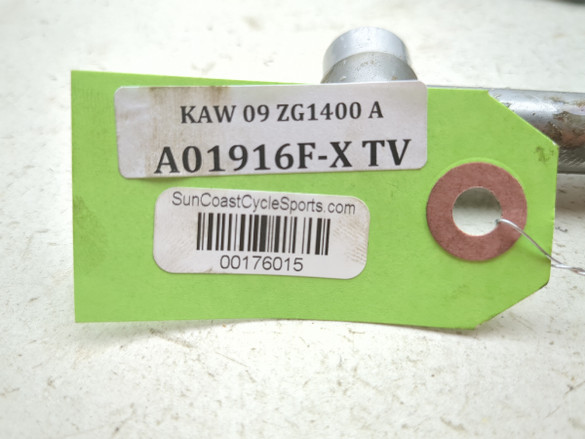 KAW 09 ZG1400 A
A01916F-X TV
SunCoastCycleSports.com
00176015